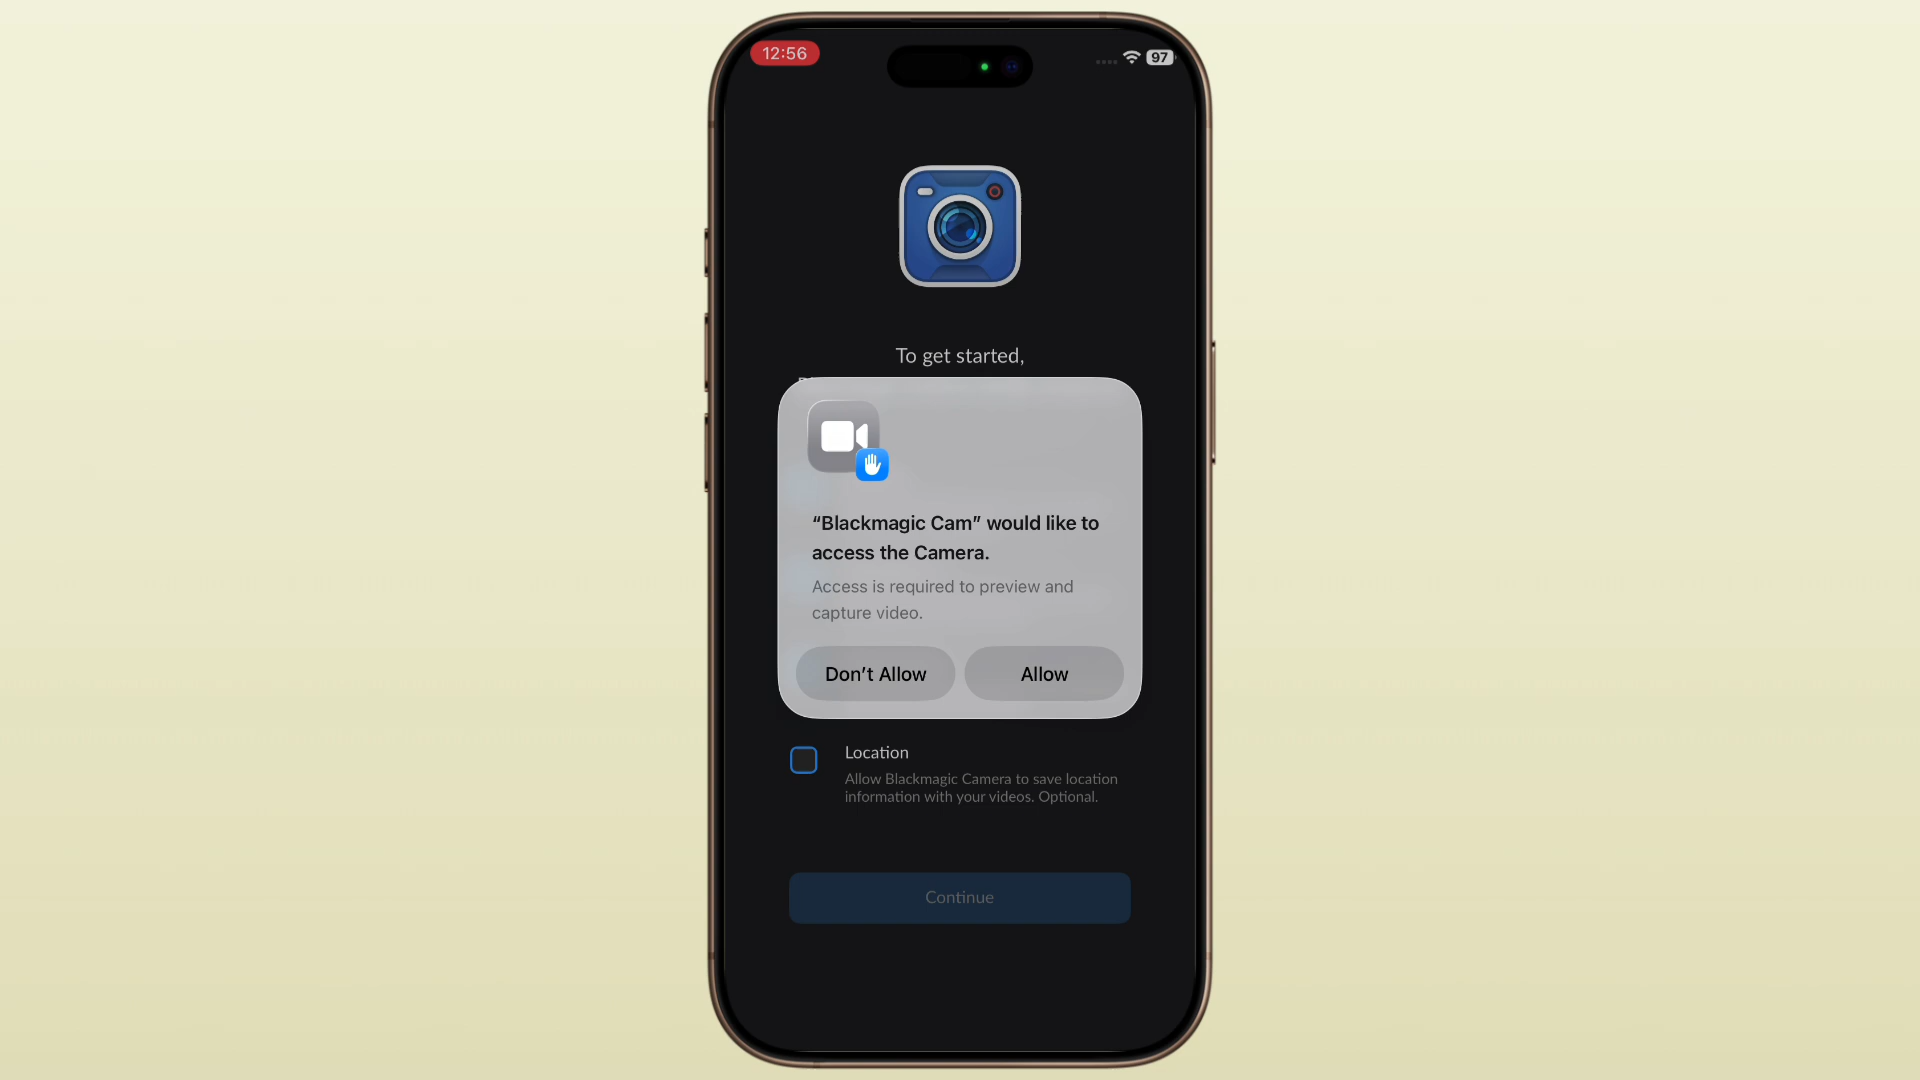 12:56
97
To get started,
“Blackmagic Cam” would like to
access the Camera.
Access is required to preview and
capture video.
Don’t Allow
Allow
Location
Allow Blackmagic Camera to save location
information with your videos. Optional.
Continue